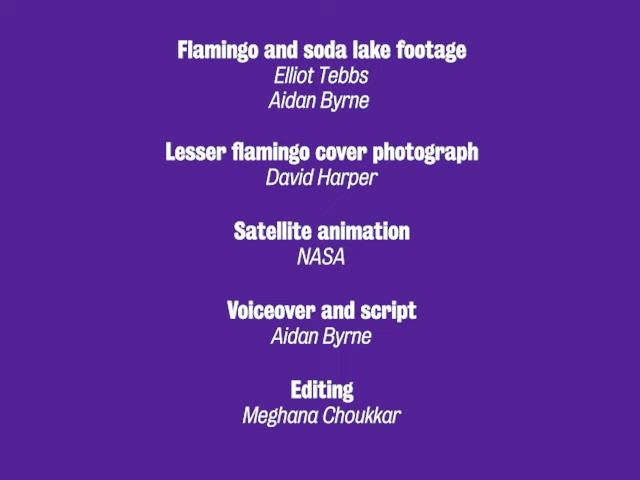 Flamingo and soda lake footage
Elliot Tebbs
Aidan Byrne
Lesser flamingo cover photograph
David Harper
Satellite animation
NASA
Voiceover and script
Aidan Byrne
Editing
Meghana Choukkar